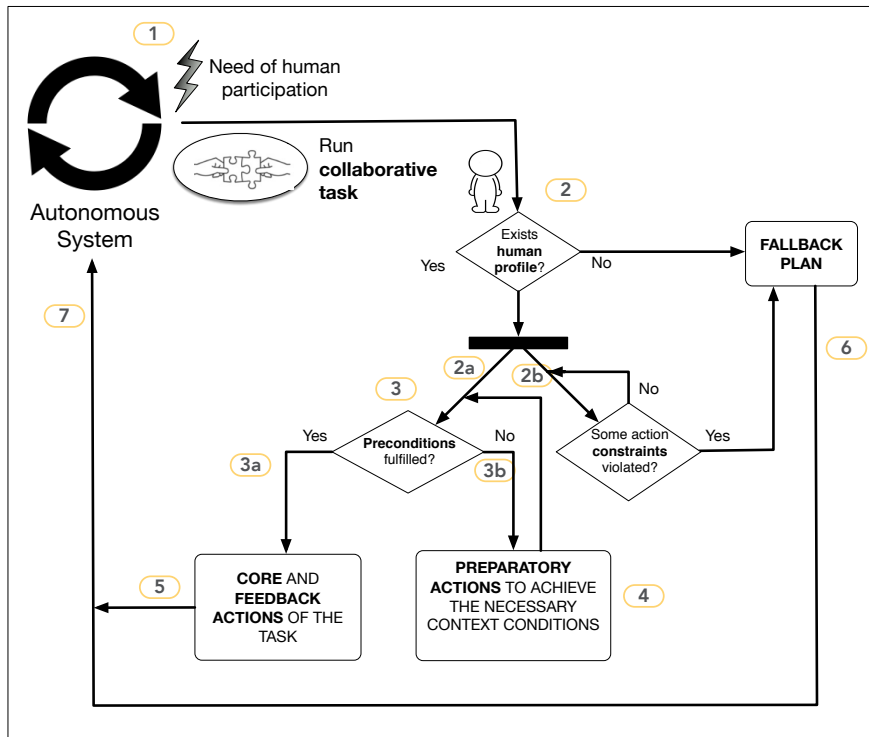 1
Need of human
participation
Run
collaborative
task
Autonomous
System
2
Exists
human
profile?
Yes
No
FALLBACK
PLAN
7
6
2a
2b
No
3
Preconditions
fulfilled?
Yes
No
Some action
constraints
violated?
Yes
3a
3b
CORE AND
FEEDBACK
ACTIONS OF THE
TASK
PREPARATORY
ACTIONS TO ACHIEVE
THE NECESSARY
CONTEXT CONDITIONS
5
4